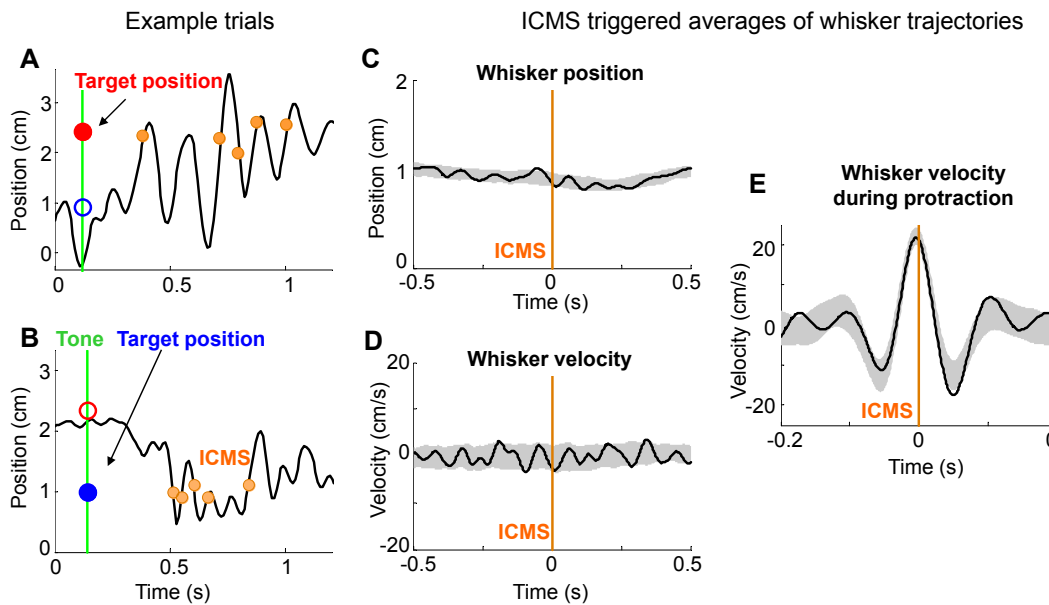 Example trials
ICMS triggered averages of whisker trajectories
A
Target position
Position (cm)
3
2
1
0
0
0.5
1
B
Tone
Target position
ICMS
Position (cm)
3
2
1
0
0
0.5
1
Time (s)
C
Whisker position
Position (cm)
2
1
0
ICMS
-0.5
0
0.5
Time (s)
D
Whisker velocity
Velocity (cm/s)
20
0
-20
ICMS
-0.5
0
0.5
Time (s)
E
Whisker velocity
during protraction
Velocity (cm/s)
20
0
-20
ICMS
-0.2
0
Time (s)